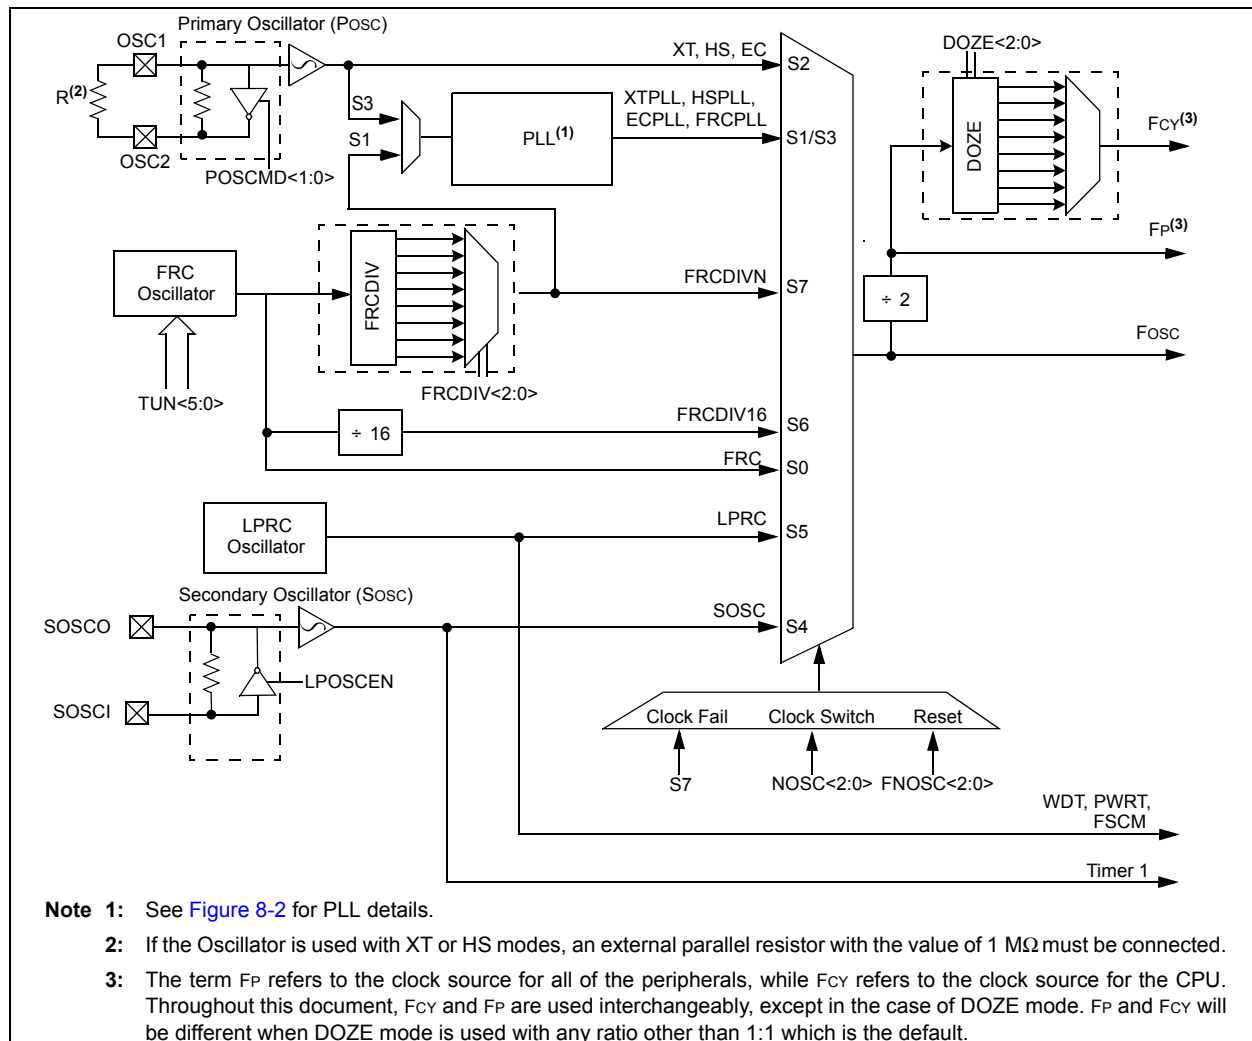 Primary Oscillator (POSC)
OSC1
R(2)
OSC2
POSCMD<1:0>
S3
S1
PLL(1)
XT, HS, EC
S2
XTPLL, HSPLL,
ECPLL, FRCPLL
S1/S3
DOZE<2:0>
DOZE
FCY(3)
FP(3)
÷ 2
FOSC
FRC
Oscillator
TUN<5:0>
FRCDIV
FRCDIV<2:0>
FRCDIVN
S7
÷ 16
FRCDIV16
S6
FRC
S0
LPRC
Oscillator
LPRC
S5
Secondary Oscillator (SOSC)
SOSCO
SOSCI
LPOSCEN
SOSC
S4
Clock Fail
Clock Switch
Reset
S7
NOSC<2:0>
FNOSC<2:0>
WDT, PWRT,
FSCM
Timer 1
Note 1: See Figure 8-2 for PLL details.
2: If the Oscillator is used with XT or HS modes, an external parallel resistor with the value of 1 MΩ must be connected.
3: The term FP refers to the clock source for all of the peripherals, while FCY refers to the clock source for the CPU.
Throughout this document, FCY and FP are used interchangeably, except in the case of DOZE mode. FP and FCY will
be different when DOZE mode is used with any ratio other than 1:1 which is the default.